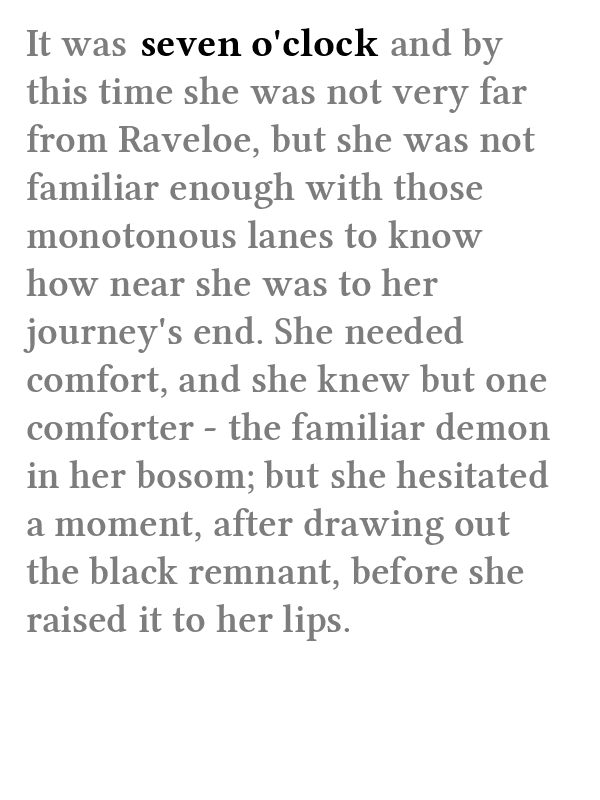 It was seven o'clock and by
this time she was not very far
from Raveloe, but she was not
familiar enough with those
monotonous lanes to know
how near she was to her
journey's end. She needed
comfort, and she knew but one
comforter - the familiar demon
in her bosom; but she hesitated
a moment, after drawing out
the black remnant, before she
raised it to her lips.